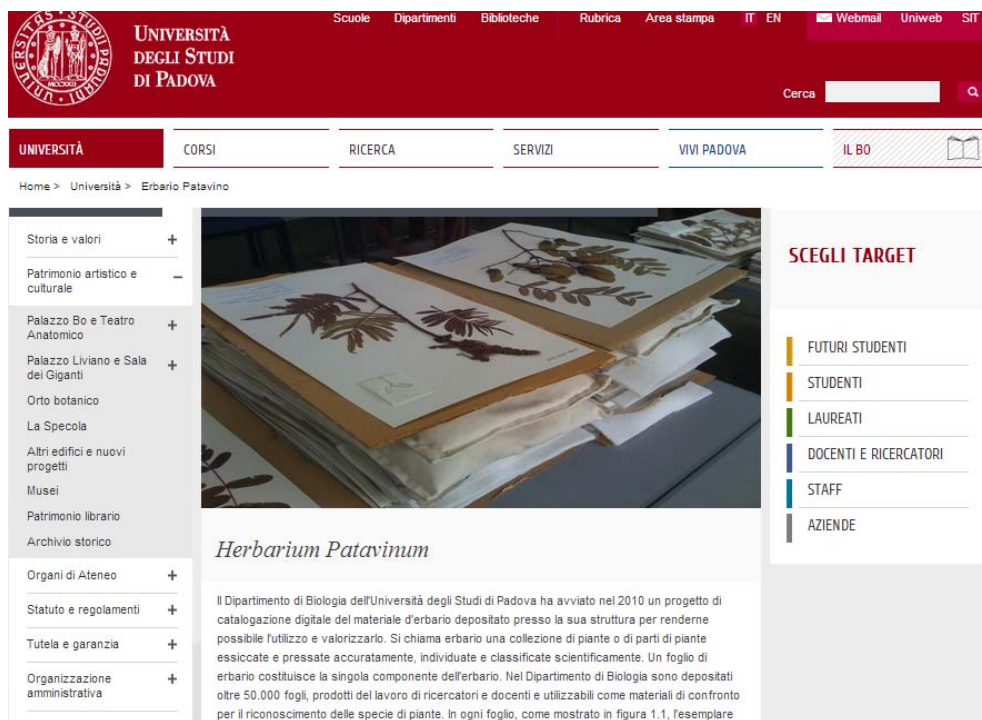 Scuole Dipartimenti Biblioteche Rubrica Area stampa IT EN Webmail Uniweb SIT
UNIVERSITÀ
DEGLI STUDI
DI PADOVA
Cerca
UNIVERSITÀ CORSI RICERCA SERVIZI VIVI PADOVA IL BO
Home > Università > Erbario Patavino
Storia e valori +
Patrimonio artistico e
culturale –
Palazzo Bo e Teatro
Anatomico +
Palazzo Liviano e Sala
dei Giganti +
Orto botanico
La Specola
Altri edifici e nuovi
progetti
Musei
Patrimonio librario
Archivio storico
Organi di Ateneo +
Statuto e regolamenti +
Tutela e garanzia +
Organizzazione
amministrativa +
Herbarium Patavinum
Il Dipartimento di Biologia dell'Università degli Studi di Padova ha avviato nel 2010 un progetto di
catalogazione digitale del materiale d'erbario depositato presso la sua struttura per renderne
possibile l'utilizzo e valorizzarlo. Si chiama erbario una collezione di piante o di parti di piante
essiccate e pressate accuratamente, individuate e classificate scientificamente. Un foglio di
erbario costituisce la singola componente dell'erbario. Nel Dipartimento di Biologia sono depositati
oltre 50.000 fogli, prodotti del lavoro di ricercatori e docenti e utilizzabili come materiali di confronto
per il riconoscimento delle specie di piante. In ogni foglio, come mostrato in figura 1.1, l'esemplare
SCEGLI TARGET
FUTURI STUDENTI
STUDENTI
LAUREATI
DOCENTI E RICERCATORI
STAFF
AZIENDE